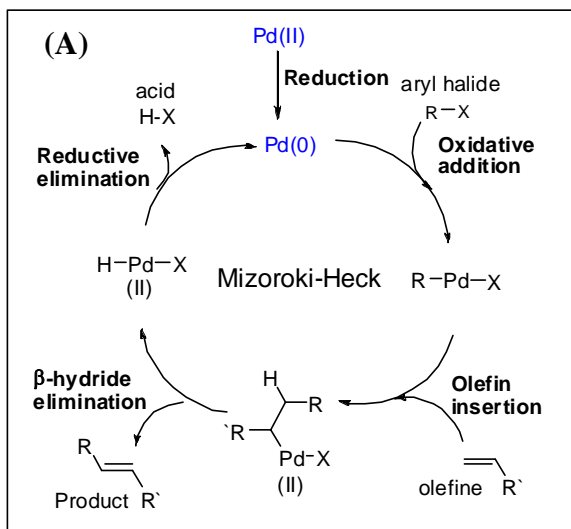 (A)
Pd(II)
Reduction
aryl halide
R-X
acid
H-X
Pd(0)
Oxidative
addition
Reductive
elimination
H-Pd-X
(II)
Mizoroki-Heck
R-Pd-X
β-hydride
elimination
H
R
`R
Pd-X
(II)
Olefin
insertion
R
R`
Product
olefine
R`